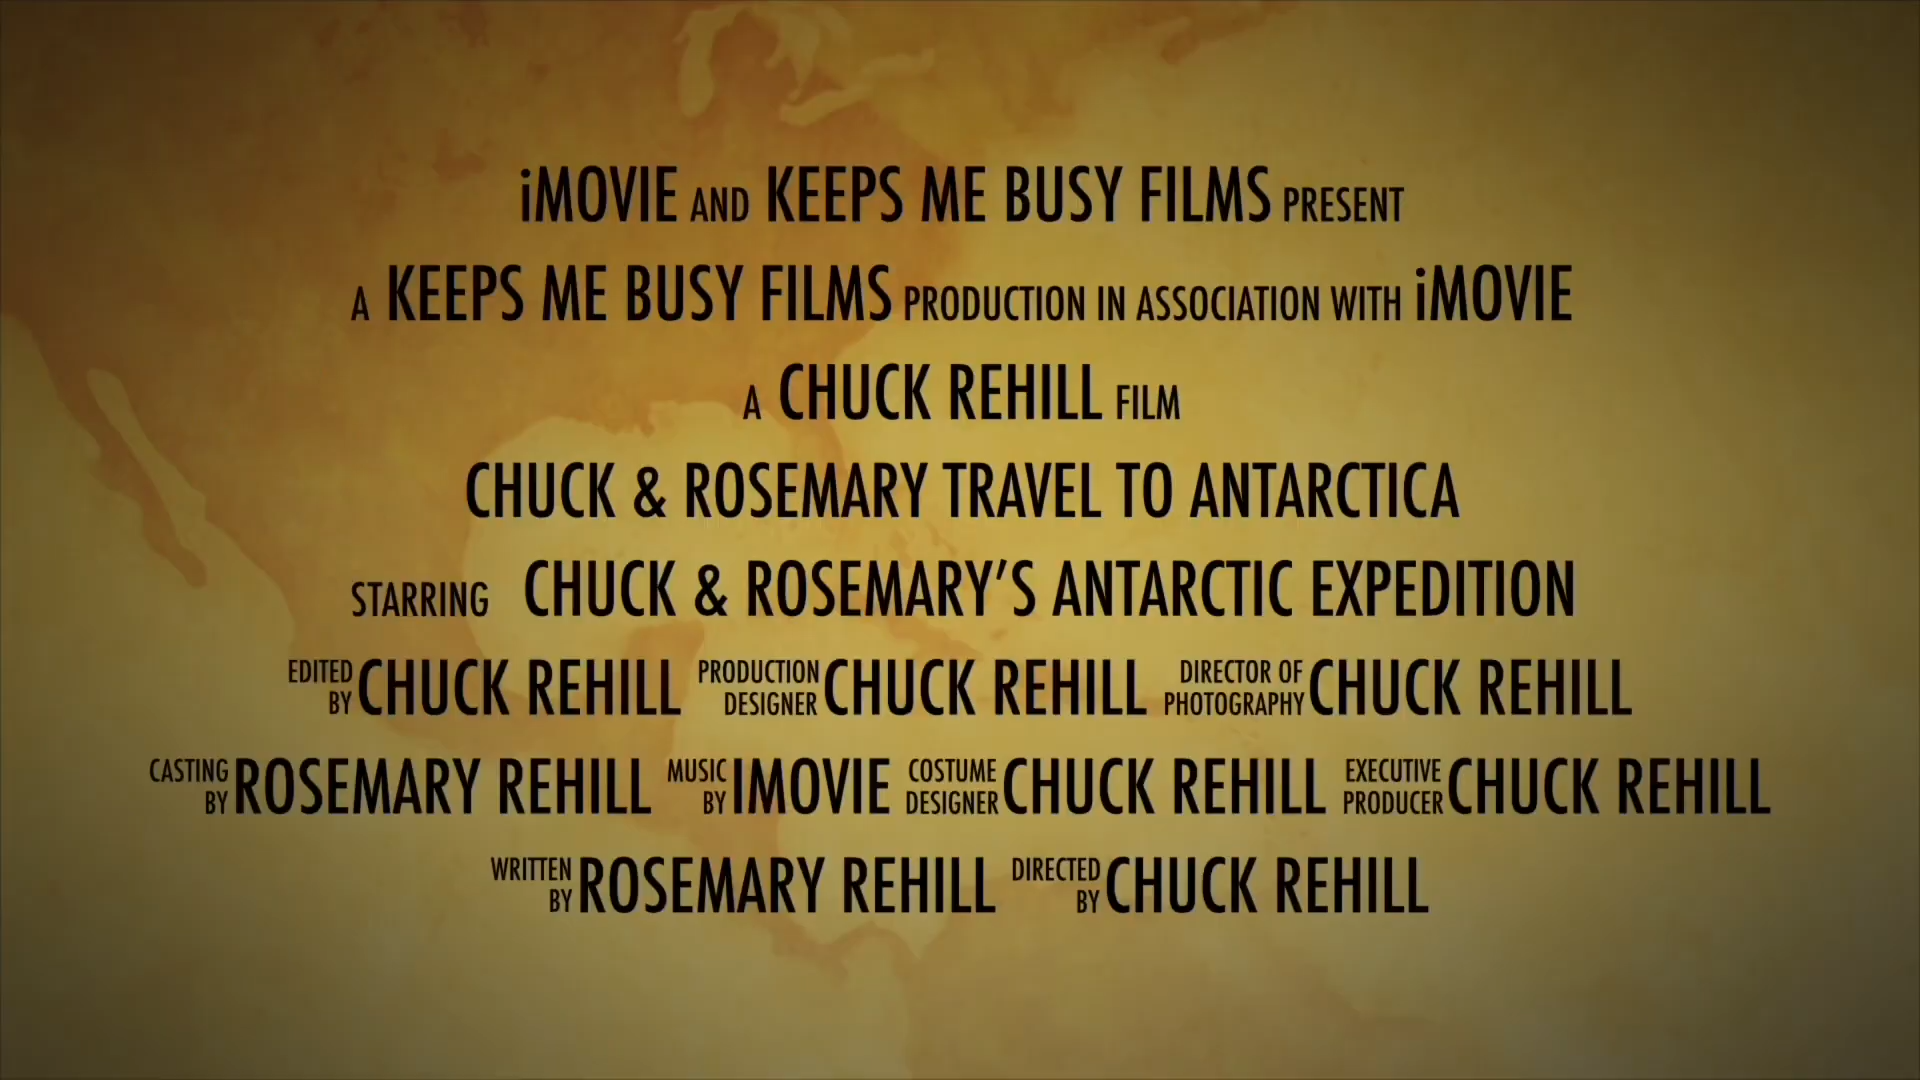 iMOVIE AND KEEPS ME BUSY FILMS PRESENT
A KEEPS ME BUSY FILMS PRODUCTION IN ASSOCIATION WITH iMOVIE
A CHUCK REHILL FILM
CHUCK & ROSEMARY TRAVEL TO ANTARCTICA
STARRING CHUCK & ROSEMARY’S ANTARCTIC EXPEDITION
EDITED BY CHUCK REHILL PRODUCTION DESIGNER CHUCK REHILL DIRECTOR OF PHOTOGRAPHY CHUCK REHILL
CASTING BY ROSEMARY REHILL MUSIC BY IMOVIE COSTUME DESIGNER CHUCK REHILL EXECUTIVE PRODUCER CHUCK REHILL
WRITTEN BY ROSEMARY REHILL DIRECTED BY CHUCK REHILL